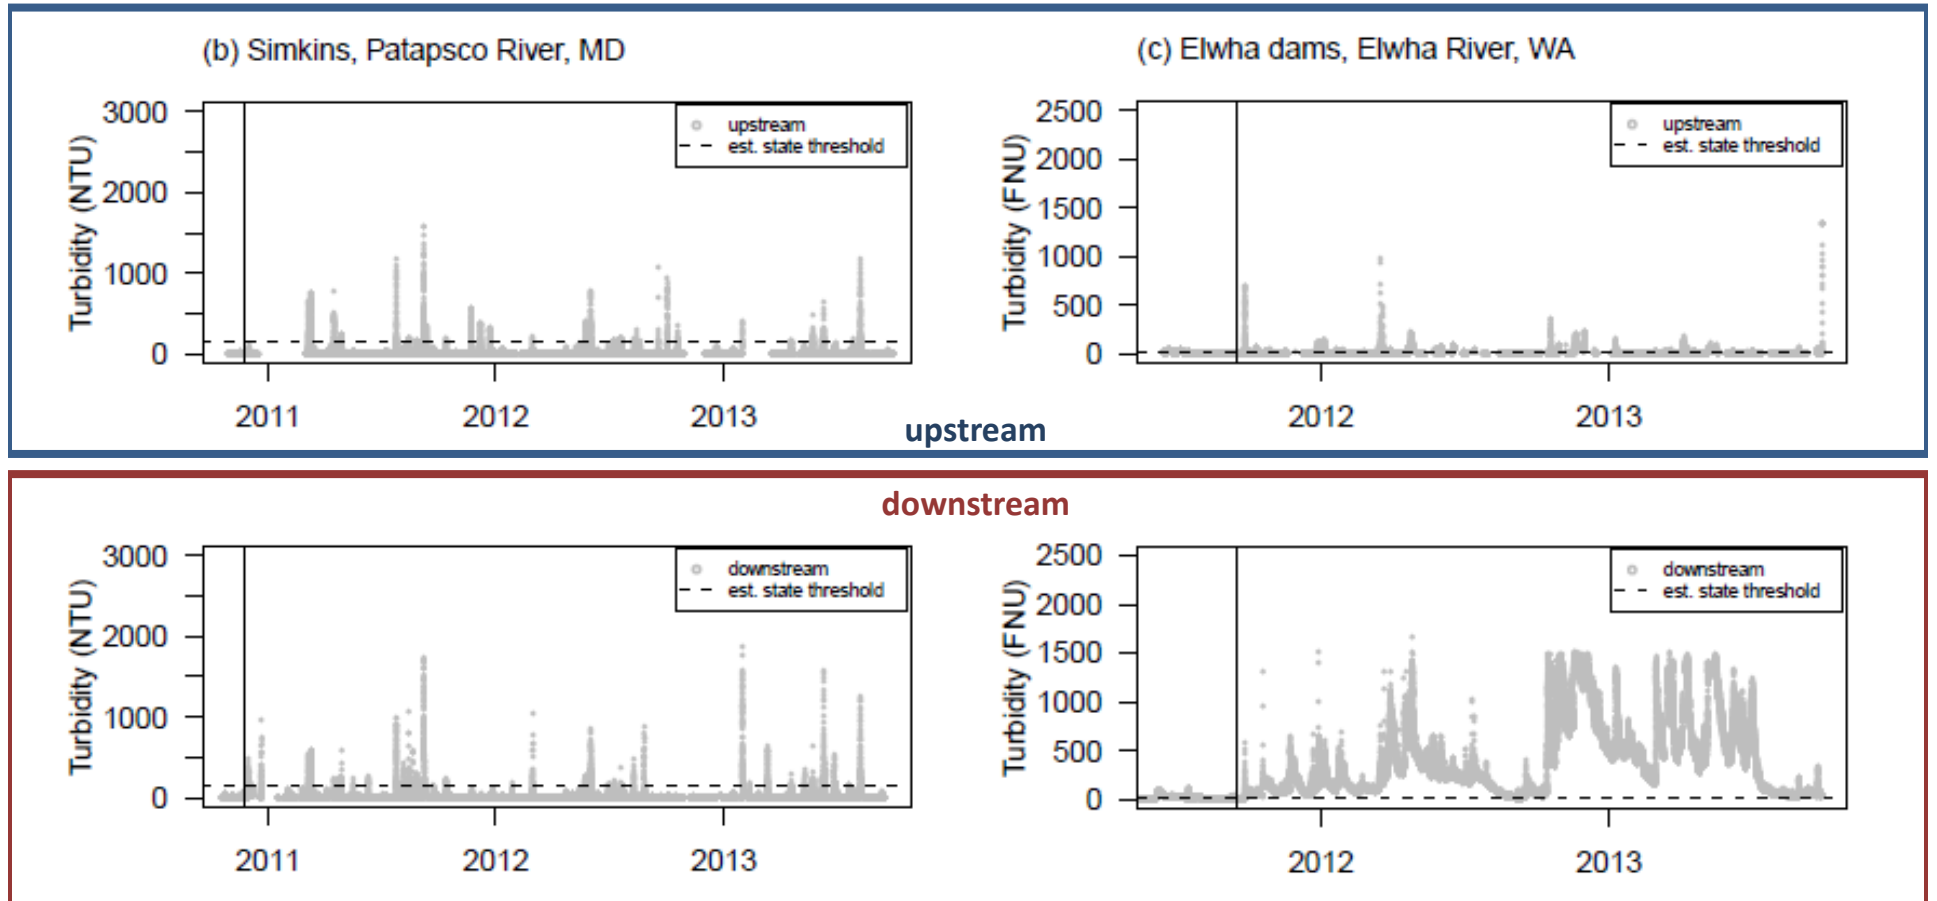 (b) Simkins, Patapsco River, MD
Turbidity (NTU)
3000
2000
1000
0
upstream
est. state threshold
2011
2012
2013
(c) Elwha dams, Elwha River, WA
Turbidity (FNU)
2500
2000
1500
1000
500
0
upstream
est. state threshold
2012
2013
upstream
downstream
Turbidity (NTU)
3000
2000
1000
0
downstream
est. state threshold
2011
2012
2013
Turbidity (FNU)
2500
2000
1500
1000
500
0
downstream
est. state threshold
2012
2013